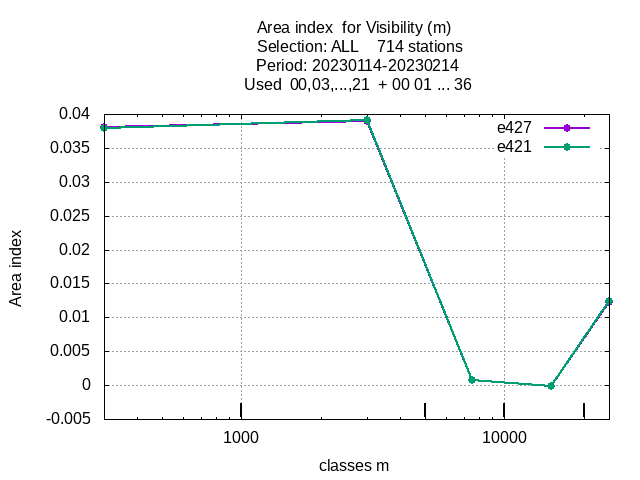 Area index  for Visibility (m)
Selection: ALL    714 stations
Period: 20230114-20230214
Used  00,03,...,21  + 00 01 ... 36
e427
e421
0.04
0.035
0.03
0.025
0.02
0.015
0.01
0.005
0
-0.005
Area index
1000 10000
classes m